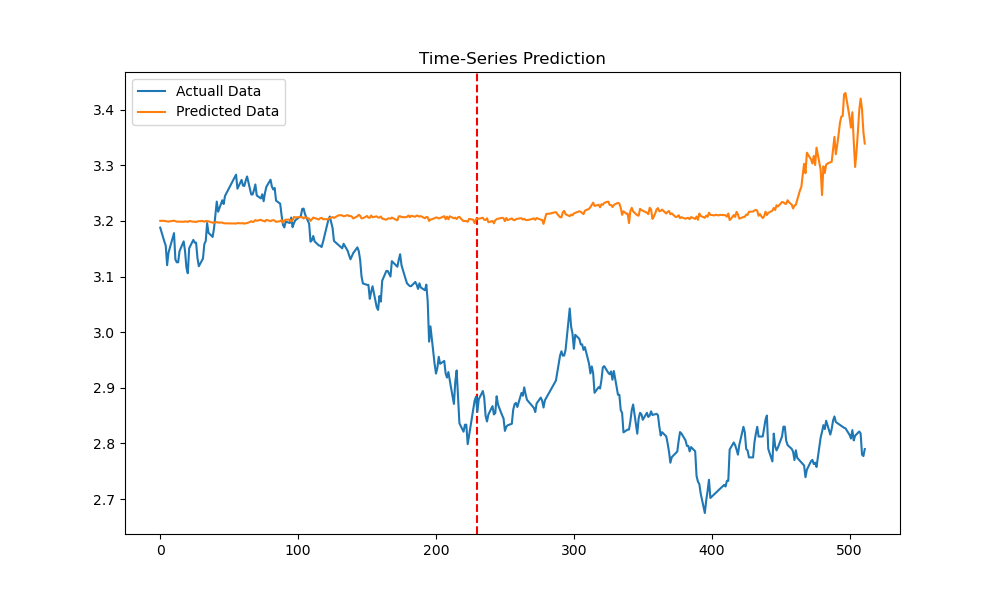 Time-Series Prediction
Actuall Data
Predicted Data
3.4
3.3
3.2
3.1
3.0
2.9
2.8
2.7
0 100 200 300 400 500